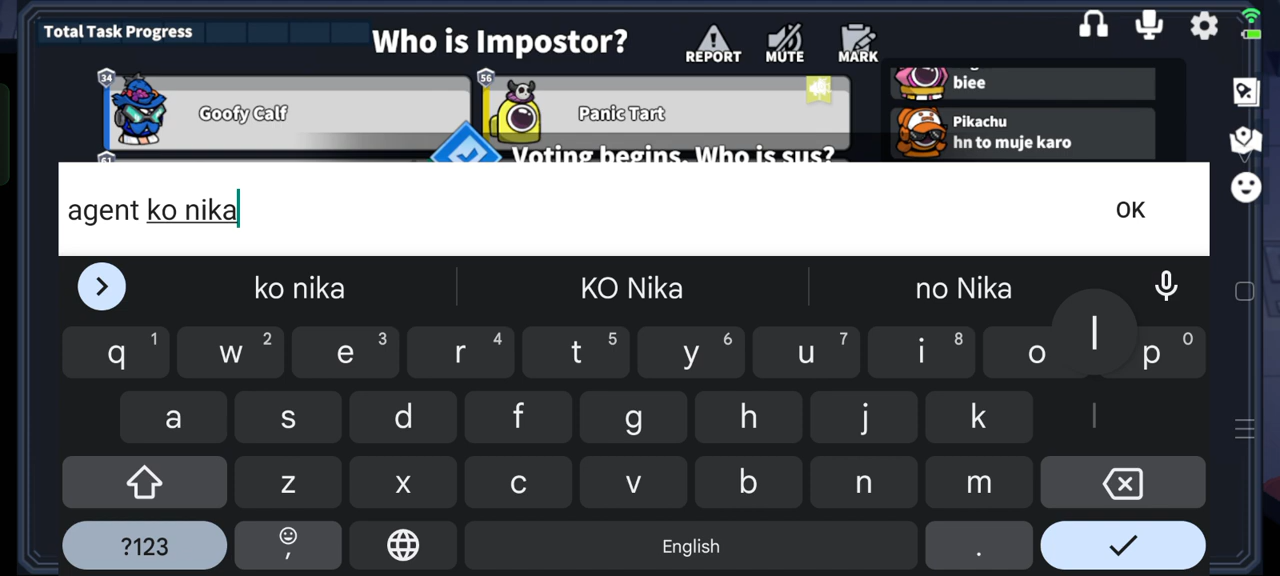 Total Task Progress
Who is Impostor?
REPORT
MUTE
MARK
34
Goofy Calf
56
Panic Tart
biee
Pikachu
hn to muje karo
61
Voting begins. Who is sus?
agent ko nika
OK
ko nika
KO Nika
no Nika
q 1 w 2 e 3 r 4 t 5 y 6 u 7 i 8 o l p 0
a s d f g h j k l
z x c v b n m
?123 , English .